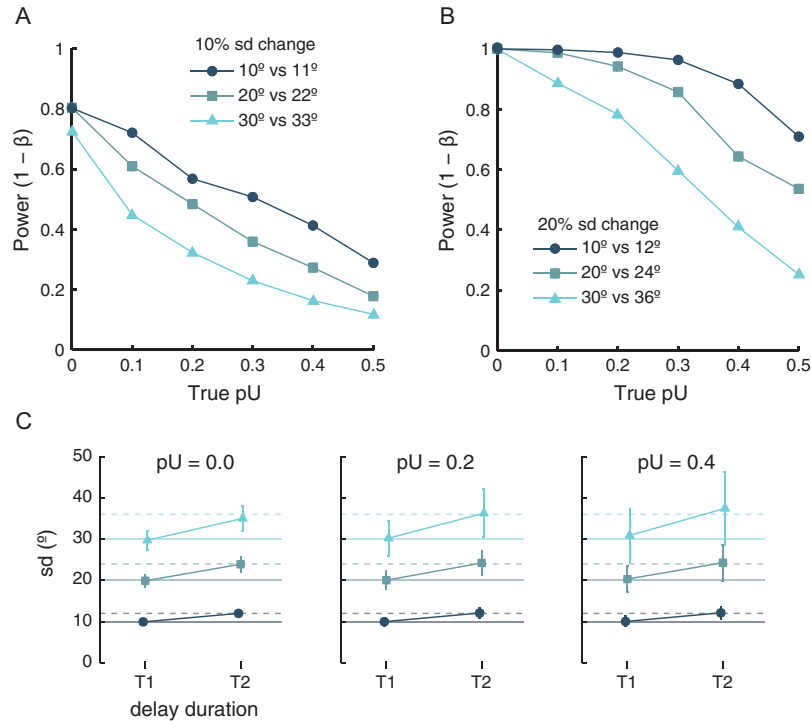 A
10% sd change
10º vs 11º
20º vs 22º
30º vs 33º
Power (1 − β)
1
0.8
0.6
0.4
0.2
0
0 0.1 0.2 0.3 0.4 0.5
True pU
B
20% sd change
10º vs 12º
20º vs 24º
30º vs 36º
Power (1 − β)
1
0.8
0.6
0.4
0.2
0
0 0.1 0.2 0.3 0.4 0.5
True pU
C
pU = 0.0
pU = 0.2
pU = 0.4
sd (º)
50
40
30
20
10
0
T1 T2
T1 T2
T1 T2
delay duration